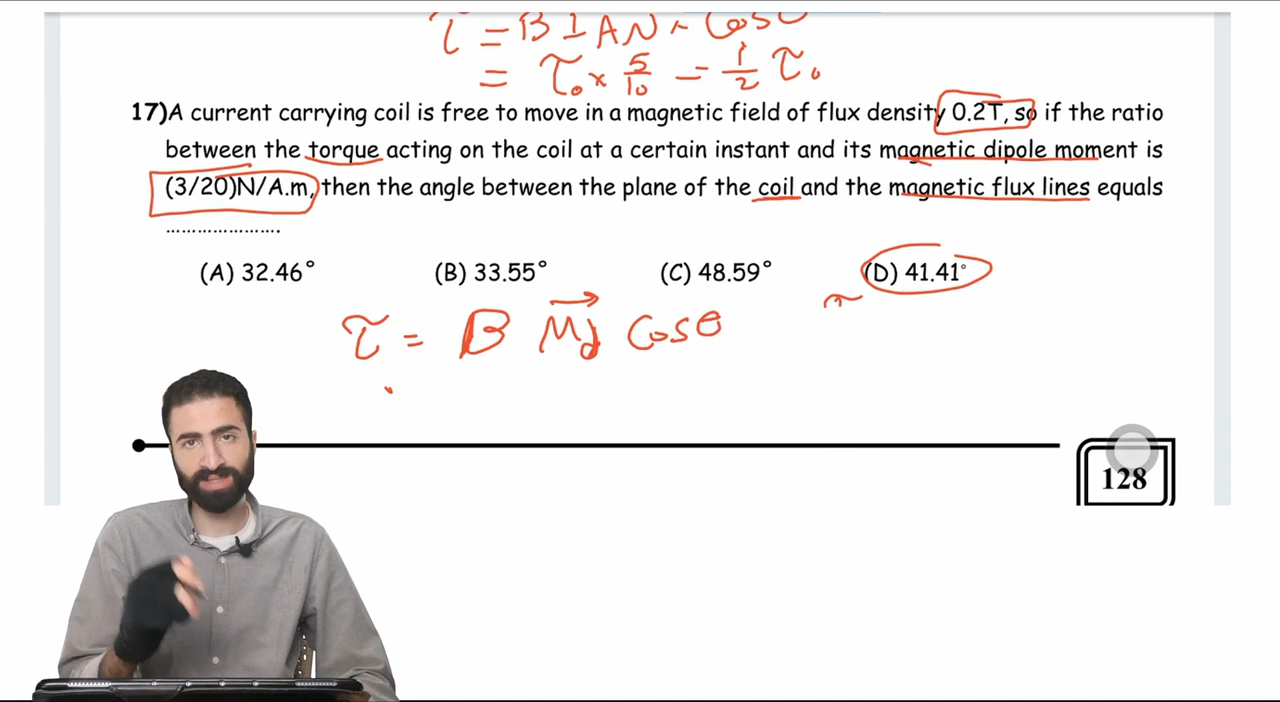 τ = B I A N × Cosθ
= τ₀ × 5/10 = 1/2 τ₀
17)A current carrying coil is free to move in a magnetic field of flux density 0.2T, so if the ratio
between the torque acting on the coil at a certain instant and its magnetic dipole moment is
(3/20)N/A.m, then the angle between the plane of the coil and the magnetic flux lines equals
......................
(A) 32.46° (B) 33.55° (C) 48.59° (D) 41.41°
τ = B Md Cosθ
128